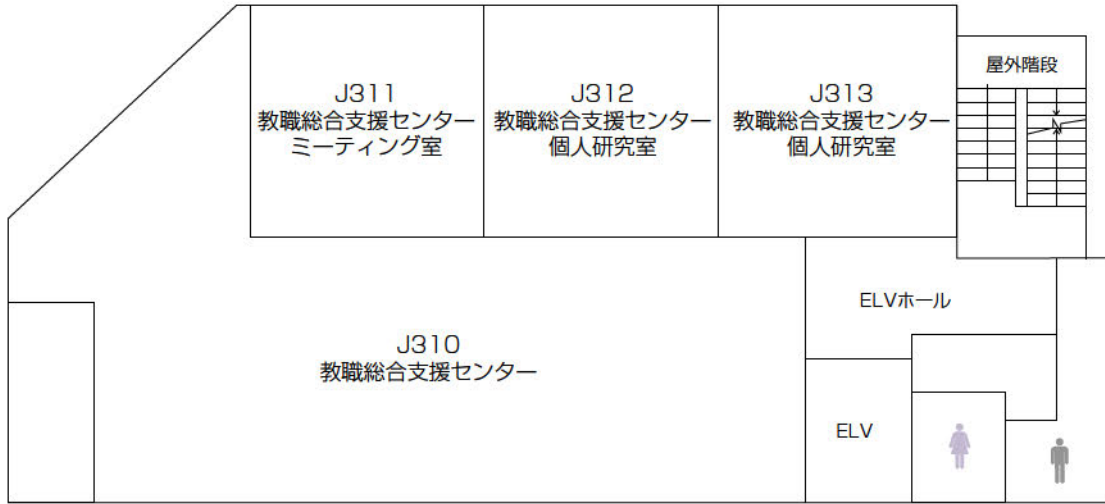 J311
教職総合支援センター
ミーティング室
J312
教職総合支援センター
個人研究室
J313
教職総合支援センター
個人研究室
屋外階段
ELVホール
J310
教職総合支援センター
ELV